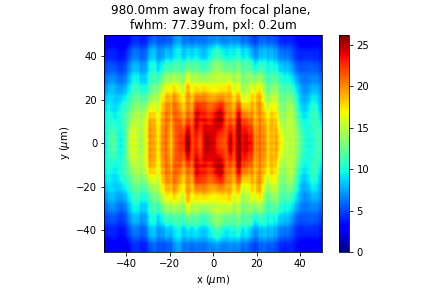 980.0mm away from focal plane,
fwhm: 77.39um, pxl: 0.2um
40
20
0
−20
−40
y (μm)
−40 −20 0 20 40
x (μm)
25
20
15
10
5
0